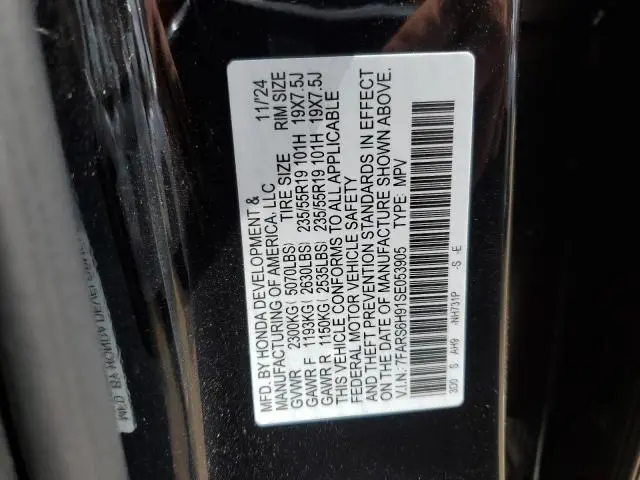 MFD. BY HONDA DEVELOPMENT &
MANUFACTURING OF AMERICA, LLC 11/'24
GVWR 2300KG( 5070LBS) TIRE SIZE RIM SIZE
GAWR F 1193KG( 2630LBS) 235/55R19 101H 19X7.5J
GAWR R 1150KG( 2535LBS) 235/55R19 101H 19X7.5J
THIS VEHICLE CONFORMS TO ALL APPLICABLE
FEDERAL MOTOR VEHICLE SAFETY
AND THEFT PREVENTION STANDARDS IN EFFECT
ON THE DATE OF MANUFACTURE SHOWN ABOVE.
V.I.N.: 7FARS6H91SE053905 TYPE: MPV
3D0 S AH9 -NH731P -S -E